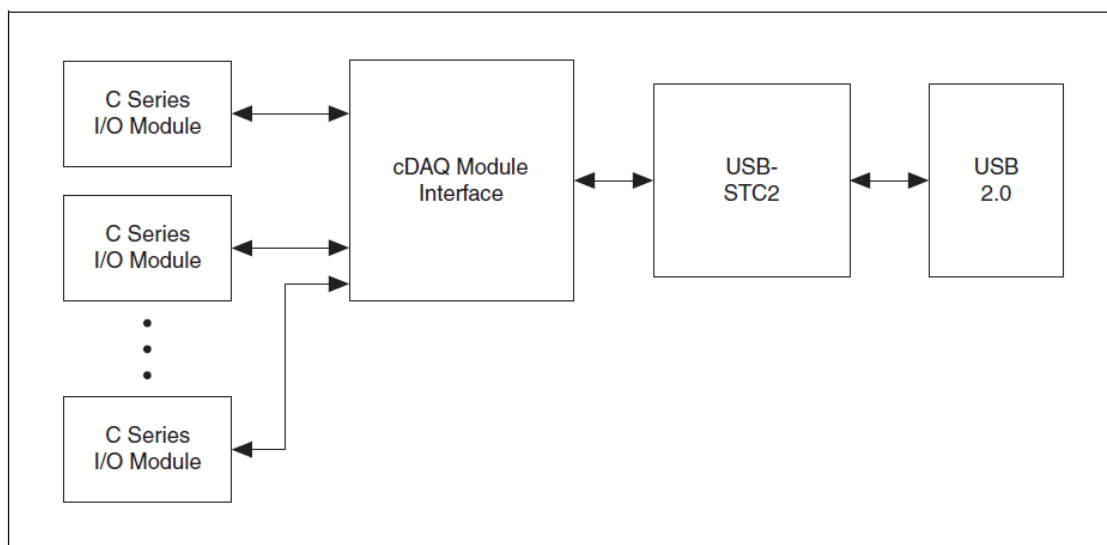 C Series
I/O Module
C Series
I/O Module
C Series
I/O Module
cDAQ Module
Interface
USB-
STC2
USB
2.0